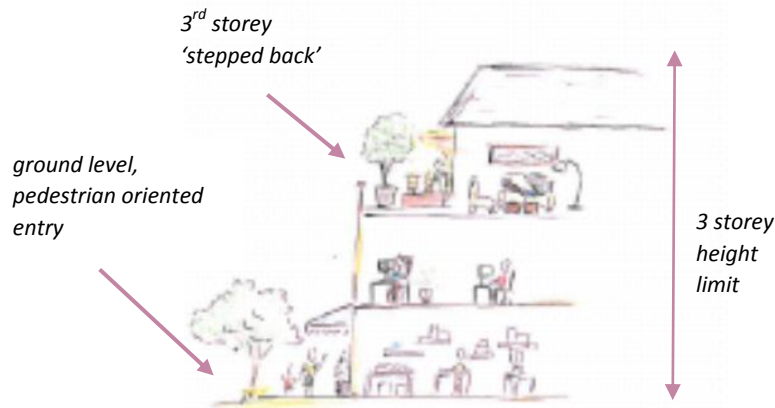 3rd storey
‘stepped back’
ground level,
pedestrian oriented
entry
3 storey
height
limit